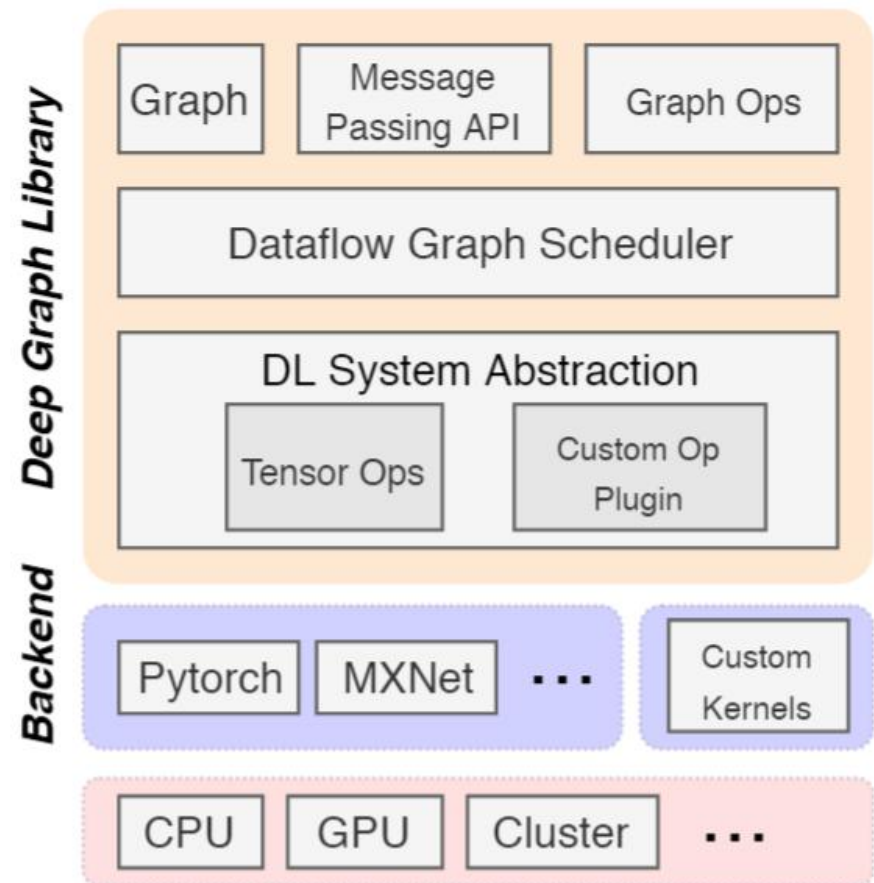 Deep Graph Library
Graph
Message
Passing API
Graph Ops
Dataflow Graph Scheduler
DL System Abstraction
Tensor Ops
Custom Op
Plugin
Backend
Pytorch
MXNet
...
Custom
Kernels
CPU
GPU
Cluster
...